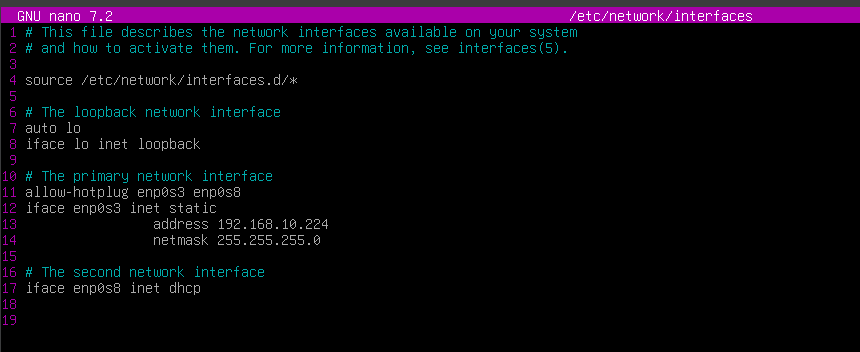 GNU nano 7.2 /etc/network/interfaces
1 # This file describes the network interfaces available on your system
2 # and how to activate them. For more information, see interfaces(5).
3
4 source /etc/network/interfaces.d/*
5
6 # The loopback network interface
7 auto lo
8 iface lo inet loopback
9
10 # The primary network interface
11 allow-hotplug enp0s3 enp0s8
12 iface enp0s3 inet static
13 address 192.168.10.224
14 netmask 255.255.255.0
15
16 # The second network interface
17 iface enp0s8 inet dhcp
18
19